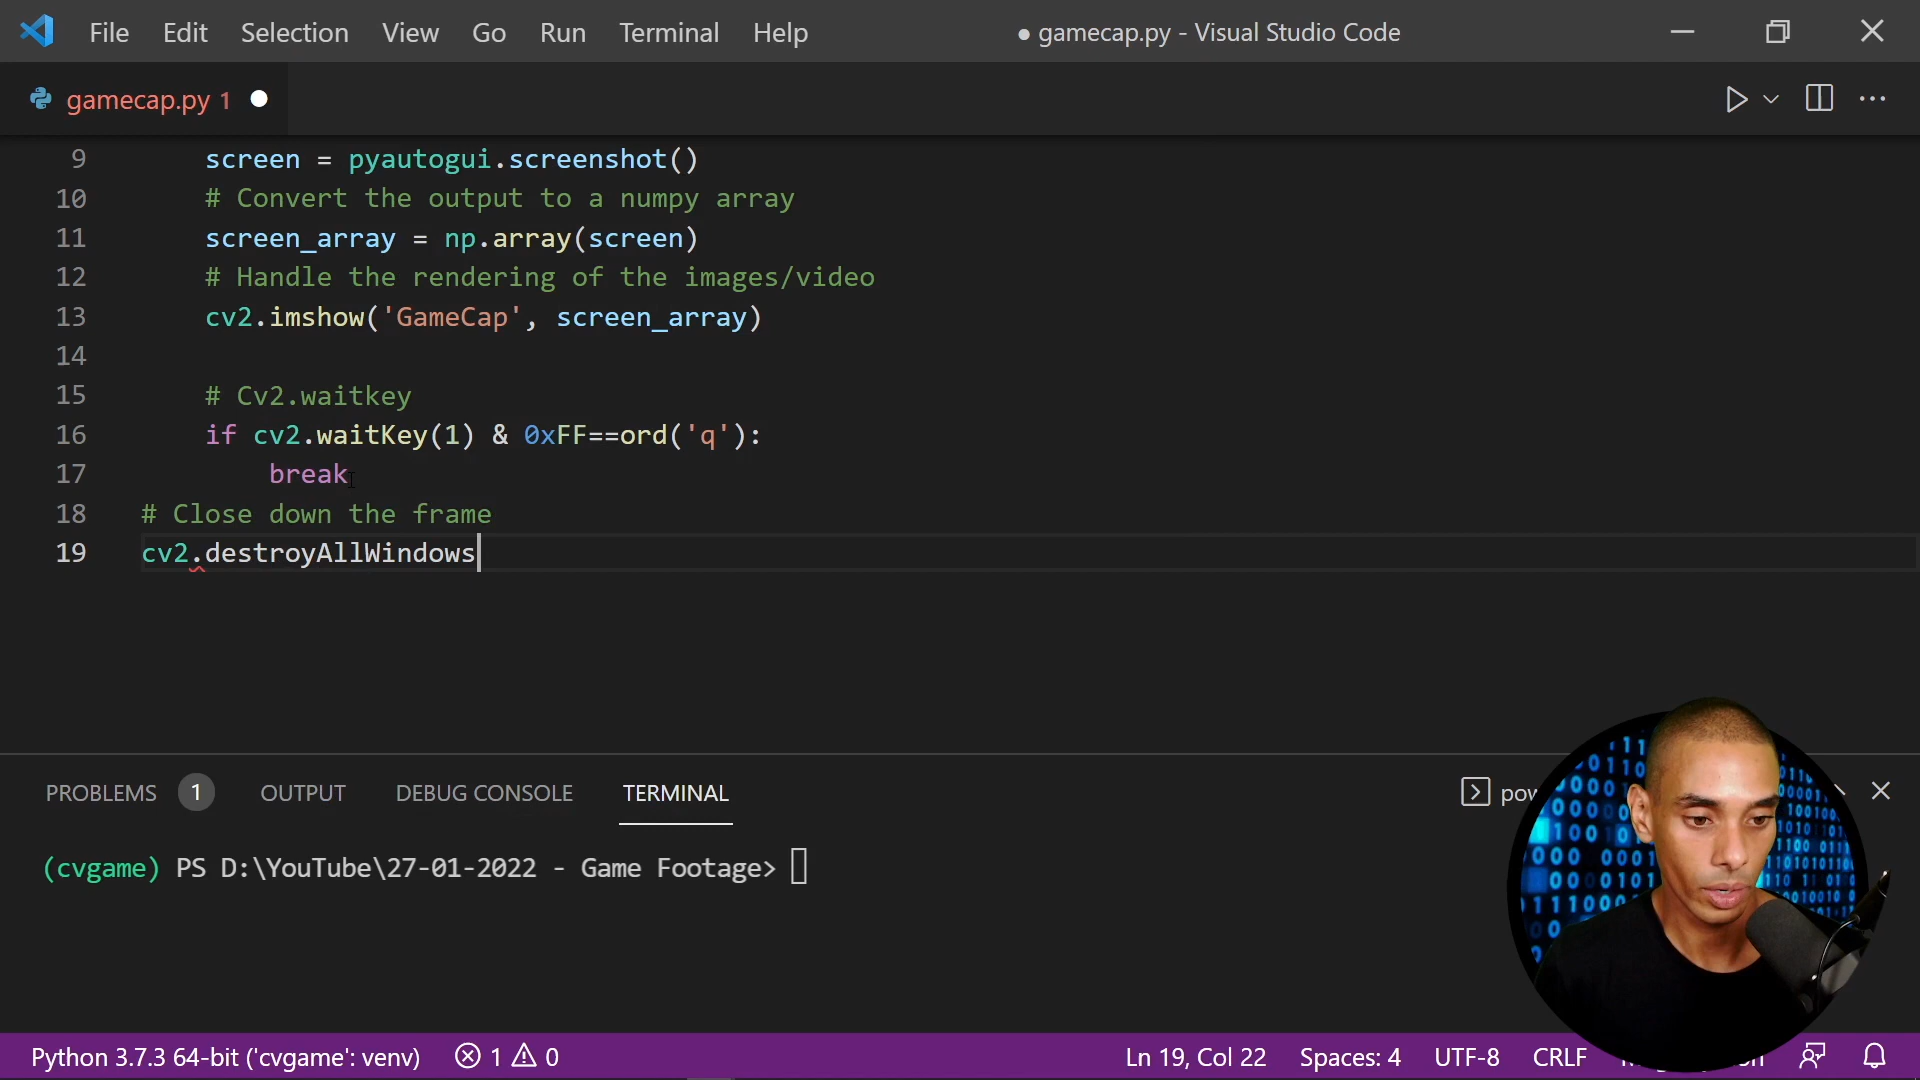 File Edit Selection View Go Run Terminal Help ● gamecap.py - Visual Studio Code
gamecap.py 1
9 screen = pyautogui.screenshot()
10 # Convert the output to a numpy array
11 screen_array = np.array(screen)
12 # Handle the rendering of the images/video
13 cv2.imshow('GameCap', screen_array)
14
15 # Cv2.waitkey
16 if cv2.waitKey(1) & 0xFF==ord('q'):
17 break
18 # Close down the frame
19 cv2.destroyAllWindows
PROBLEMS 1 OUTPUT DEBUG CONSOLE TERMINAL
(cvgame) PS D:\YouTube\27-01-2022 - Game Footage>
Python 3.7.3 64-bit ('cvgame': venv) 1 0 Ln 19, Col 22 Spaces: 4 UTF-8 CRLF